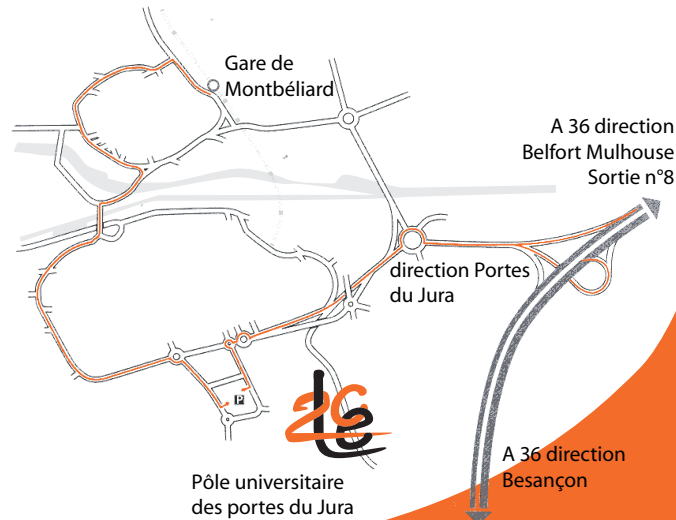 Gare de
Montbéliard
A 36 direction
Belfort Mulhouse
Sortie n°8
direction Portes
du Jura
P
A 36 direction
Besançon
Pôle universitaire
des portes du Jura